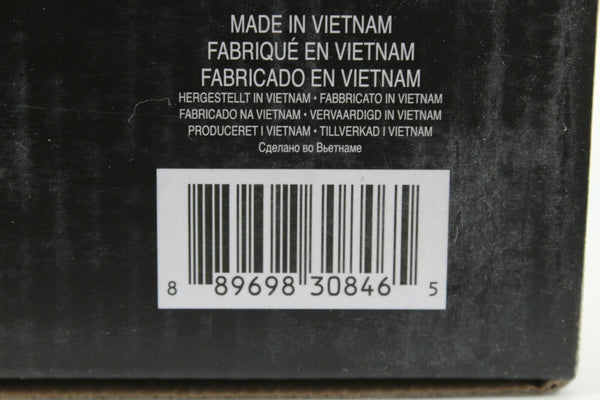 MADE IN VIETNAM
FABRIQUÉ EN VIETNAM
FABRICADO EN VIETNAM
HERGESTELLT IN VIETNAM • FABBRICATO IN VIETNAM
FABRICADO NA VIETNAM • VERVAARDIGD IN VIETNAM
PRODUCERET I VIETNAM • TILLVERKAD I VIETNAM
Сделано во Вьетнаме
8 89698 30846 5